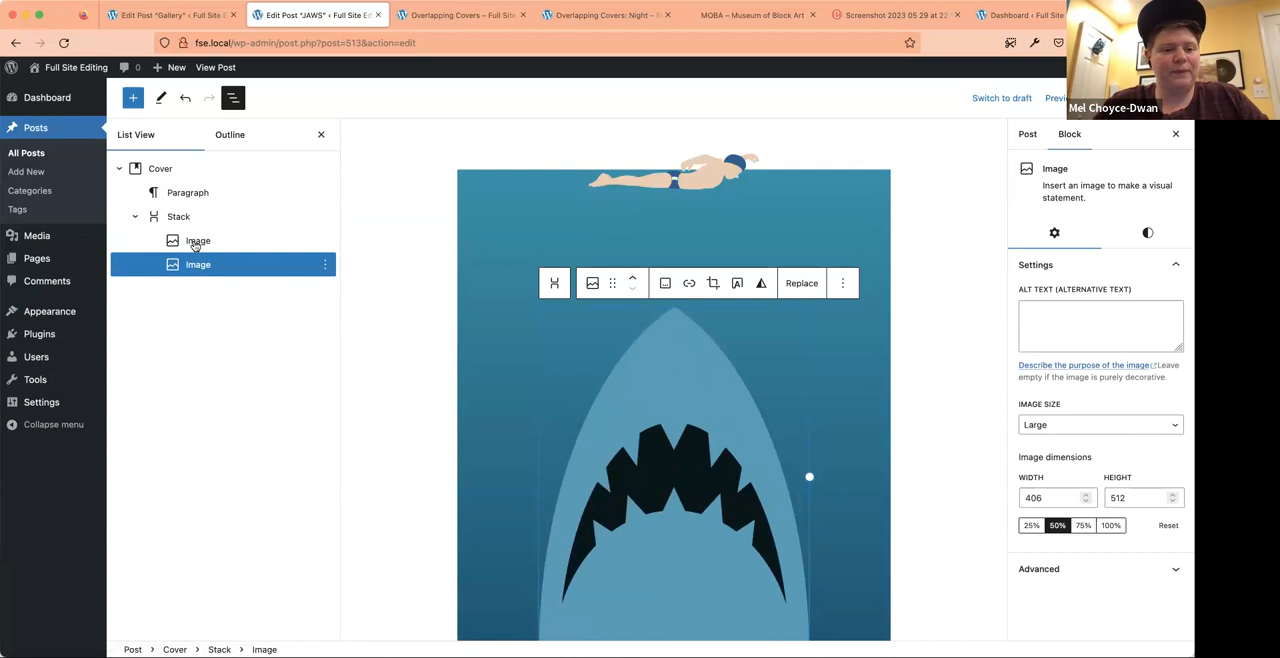 Edit Post "Gallery" ‹ Full Site E
Edit Post "JAWS" ‹ Full Site Ed
Overlapping Covers – Full Site
Overlapping Covers: Night –
MOBA – Museum of Block Art
Screenshot 2023 05 29 at 22
Dashboard ‹ Full Site
fse.local/wp-admin/post.php?post=513&action=edit
Full Site Editing
0
New
View Post
Mel Choyce-Dwan
Dashboard
Posts
All Posts
Add New
Categories
Tags
Media
Pages
Comments
Appearance
Plugins
Users
Tools
Settings
Collapse menu
Switch to draft
List View
Outline
Cover
Paragraph
Stack
Image
Image
Replace
Post
Block
Image
Insert an image to make a visual
statement.
Settings
ALT TEXT (ALTERNATIVE TEXT)
Describe the purpose of the image Leave
empty if the image is purely decorative.
IMAGE SIZE
Large
Image dimensions
WIDTH
HEIGHT
406
512
25% 50% 75% 100%
Reset
Advanced
Post > Cover > Stack > Image